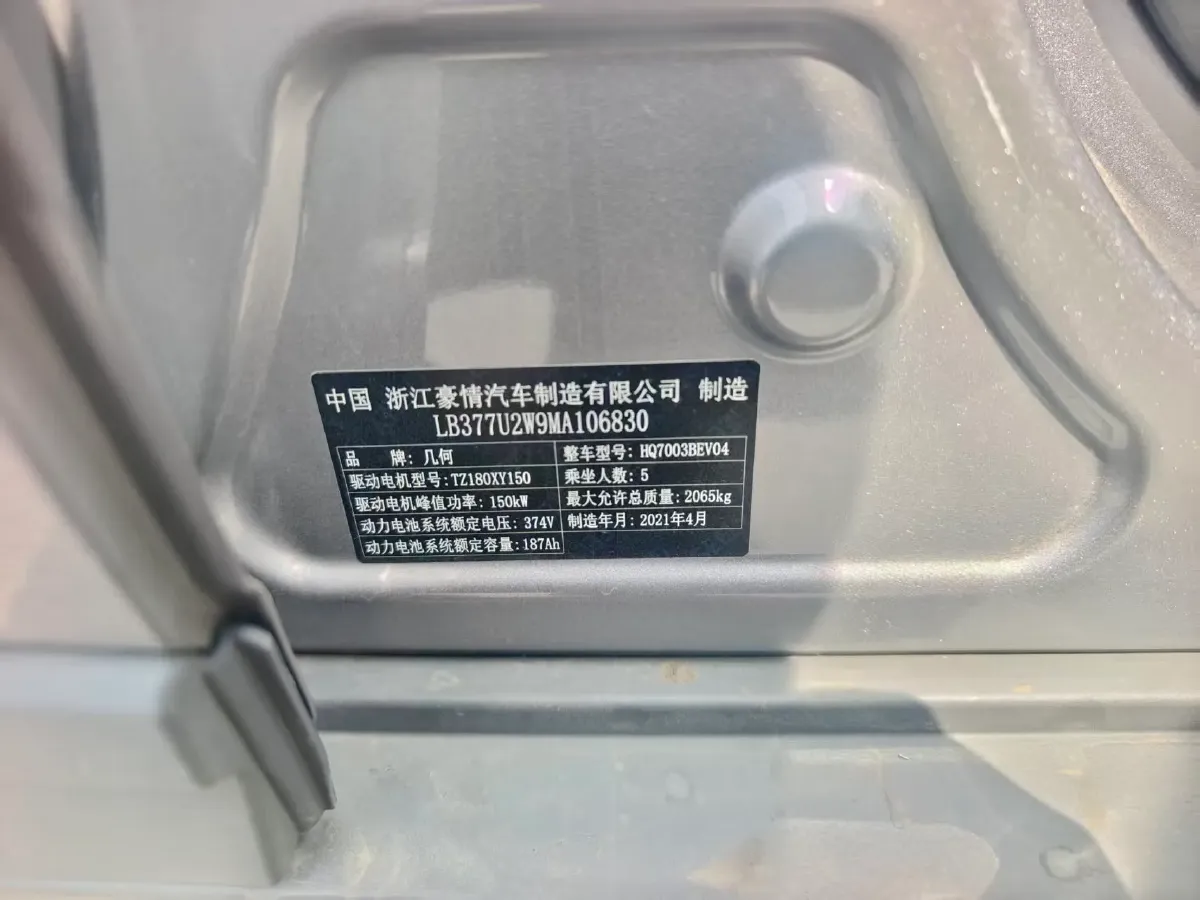 中国 浙江豪情汽车制造有限公司 制造
LB377U2W9MA106830
品 牌: 几何 整车型号: HQ7003BEV04
驱动电机型号: TZ180XY150 乘坐人数: 5
驱动电机峰值功率: 150kW 最大允许总质量: 2065kg
动力电池系统额定电压: 374V 制造年月: 2021年4月
动力电池系统额定容量: 187Ah